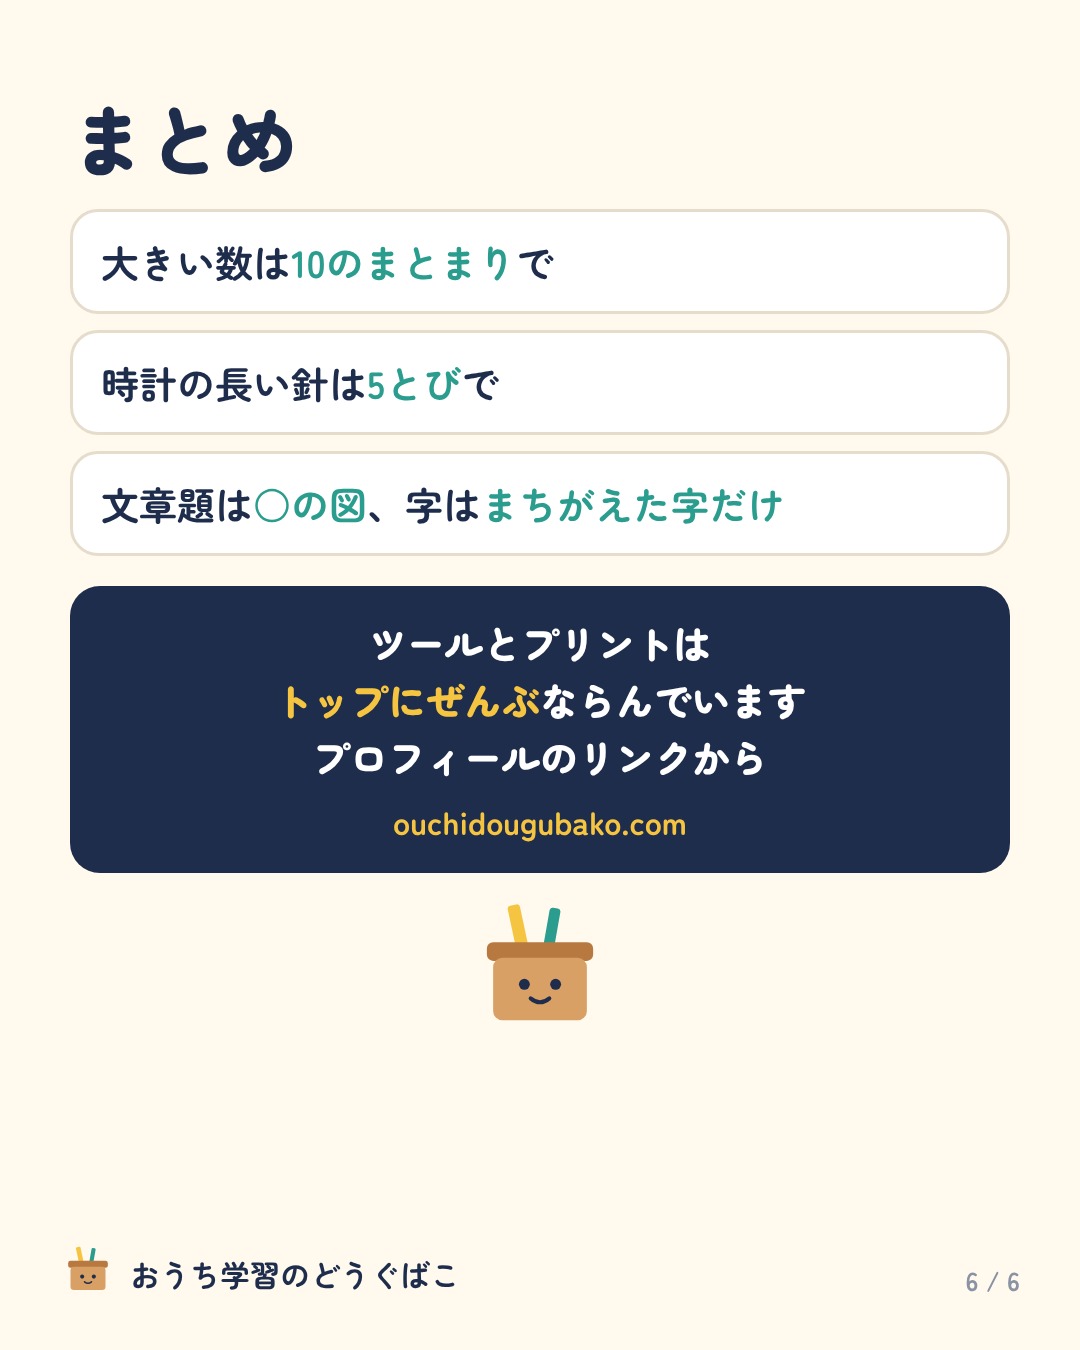 まとめ
大きい数は10のまとまりで
時計の長い針は5とびで
文章題は○の図、字はまちがえた字だけ
ツールとプリントは
トップにぜんぶならんでいます
プロフィールのリンクから
ouchidougubako.com
おうち学習のどうぐばこ
6 / 6